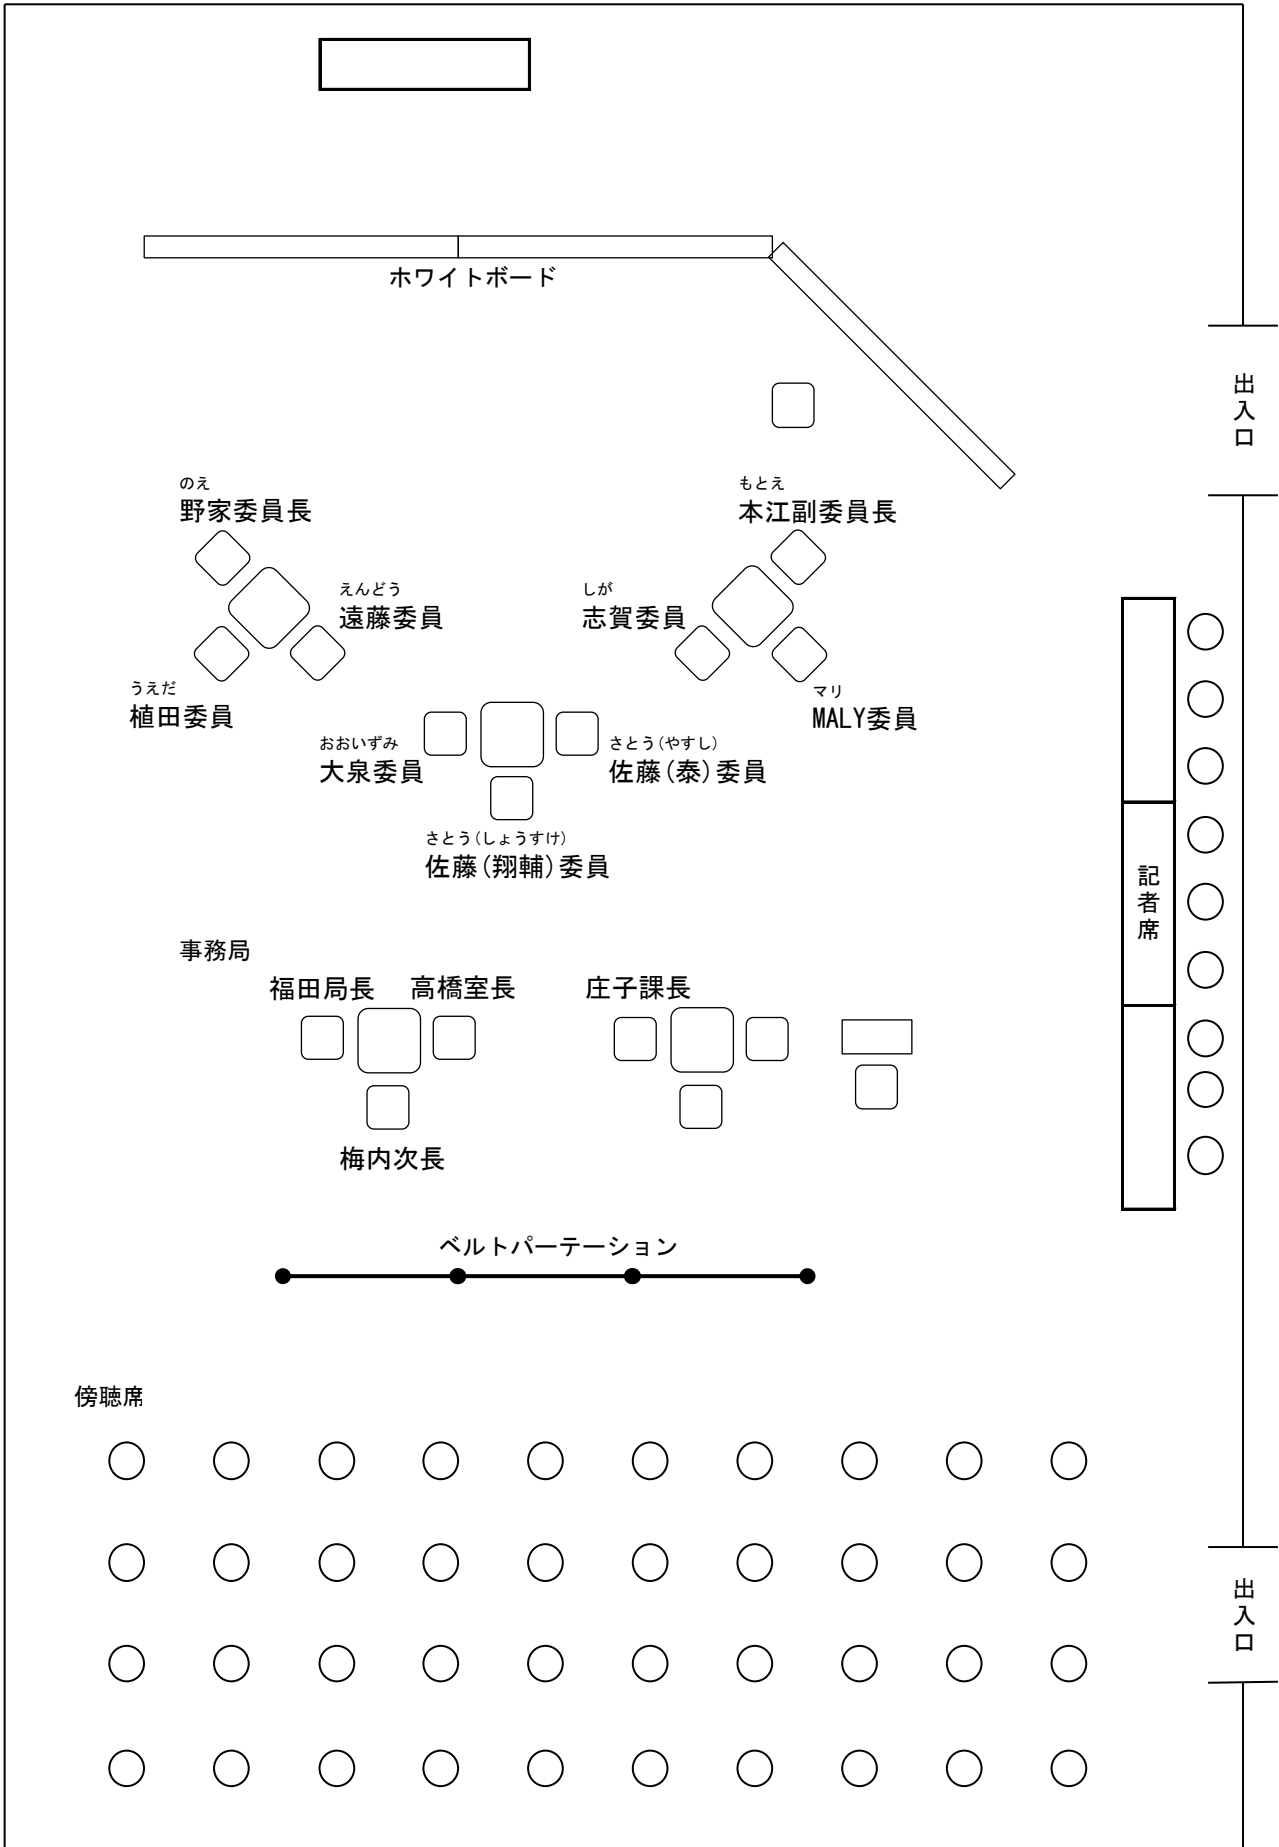 ホワイトボード
出入口
のえ
野家委員長
もとえ
本江副委員長
えんどう
遠藤委員
しが
志賀委員
うえだ
植田委員
マリ
MALY委員
おおいずみ
大泉委員
さとう(やすし)
佐藤(泰)委員
さとう(しょうすけ)
佐藤(翔輔)委員
記者席
事務局
福田局長
高橋室長
庄子課長
梅内次長
ベルトパーテーション
傍聴席
出入口